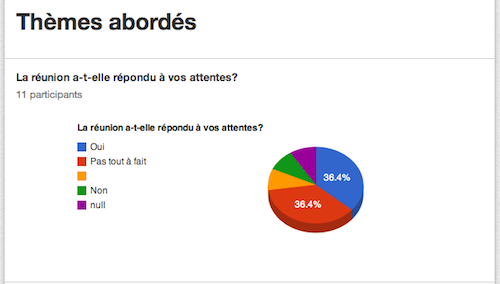 Thèmes abordés
La réunion a-t-elle répondu à vos attentes?
11 participants
La réunion a-t-elle répondu à vos attentes?
Oui
Pas tout à fait
Non
null
36.4%
36.4%